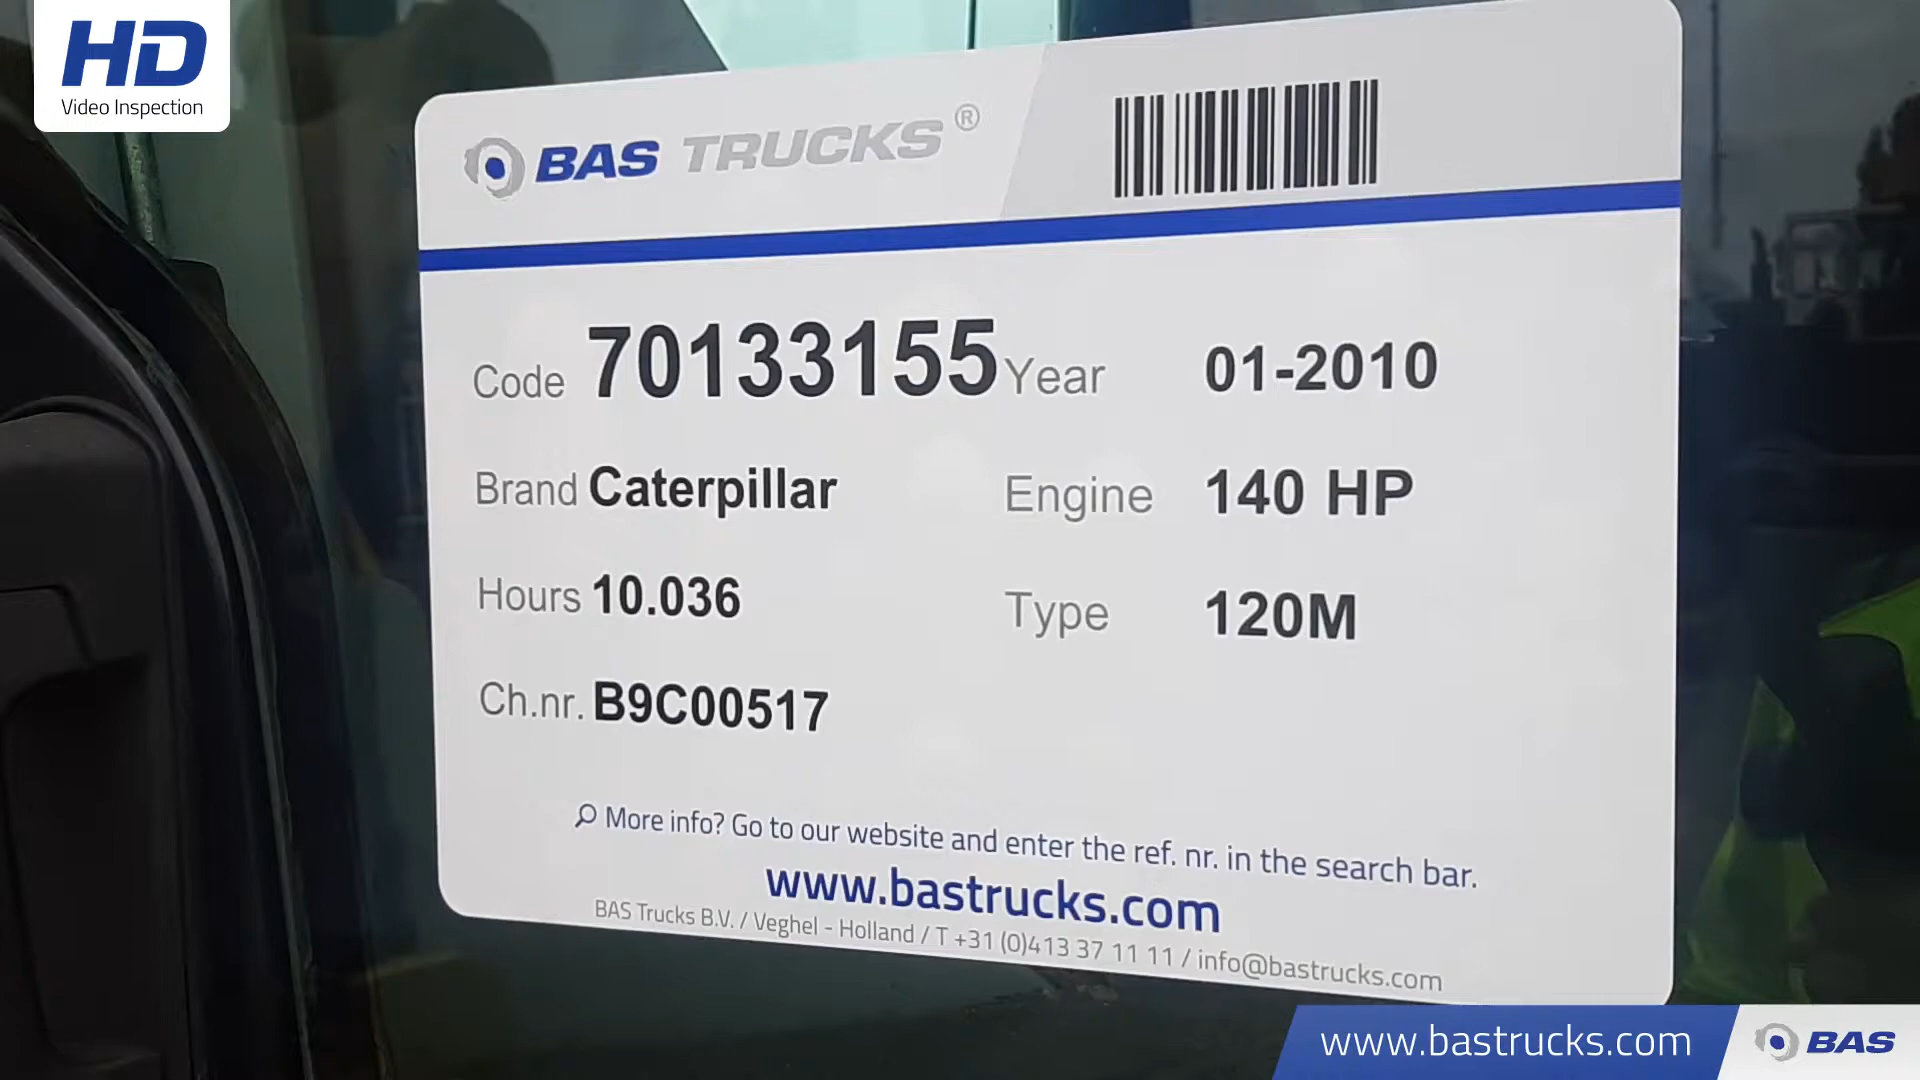 HD
Video Inspection
BAS TRUCKS®
Code 70133155 Year 01-2010
Brand Caterpillar Engine 140 HP
Hours 10.036 Type 120M
Ch.nr. B9C00517
More info? Go to our website and enter the ref. nr. in the search bar.
www.bastrucks.com
BAS Trucks B.V. / Veghel - Holland / T +31 (0)413 37 11 11 / info@bastrucks.com
www.bastrucks.com BAS